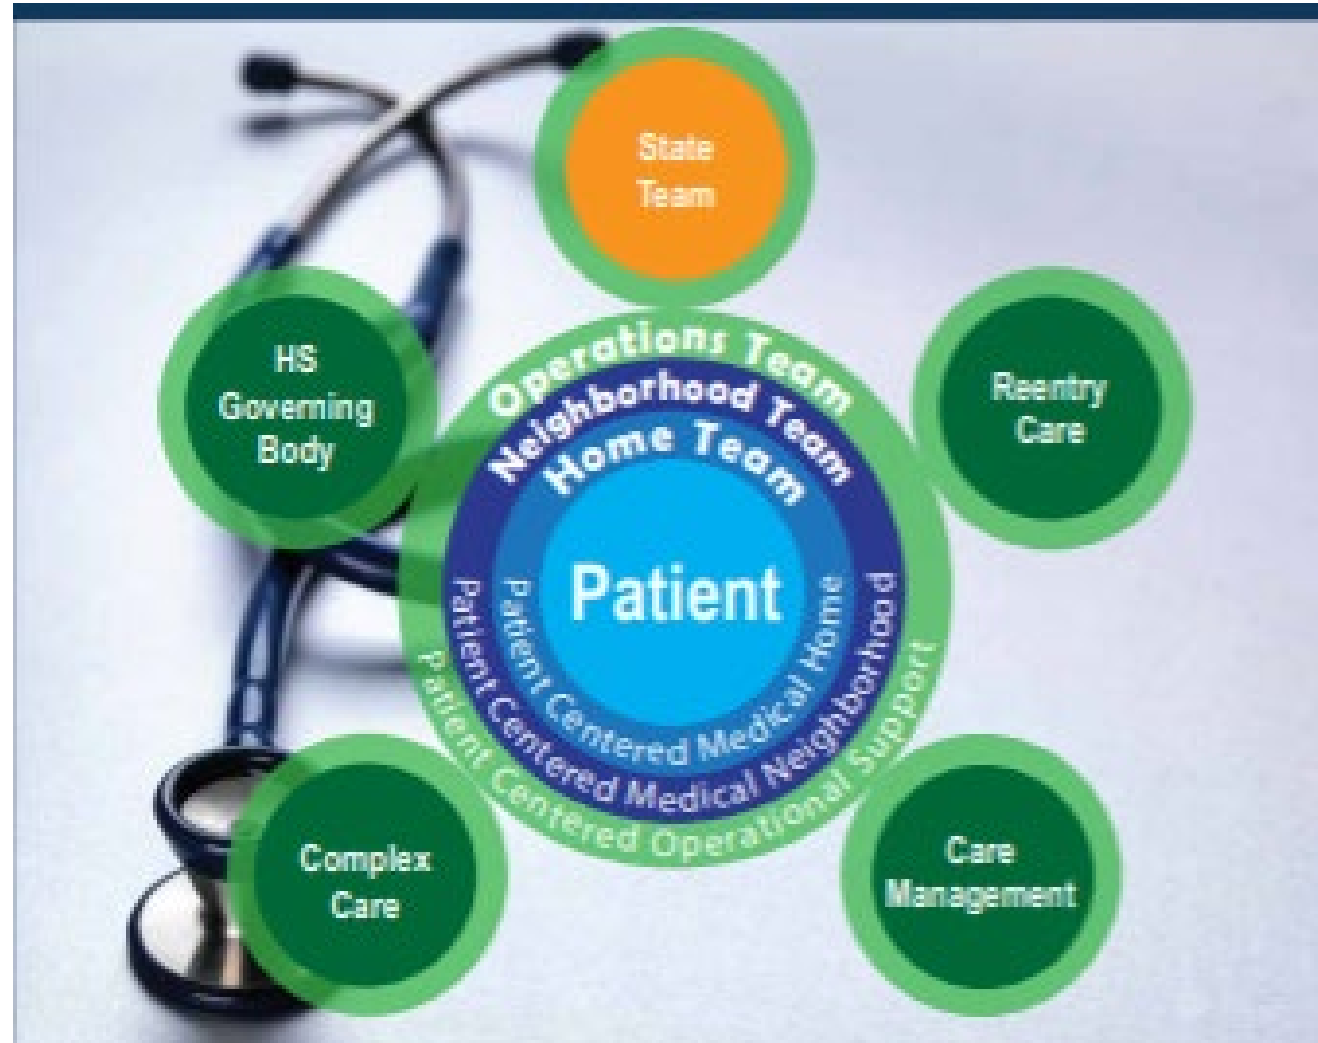 State
Team
HS
Governing
Body
Reentry
Care
Operations Team
Neighborhood Team
Home Team
Patient
Patient Centered Medical Home
Patient Centered Medical Neighborhood
Patient Centered Operational Support
Complex
Care
Care
Management